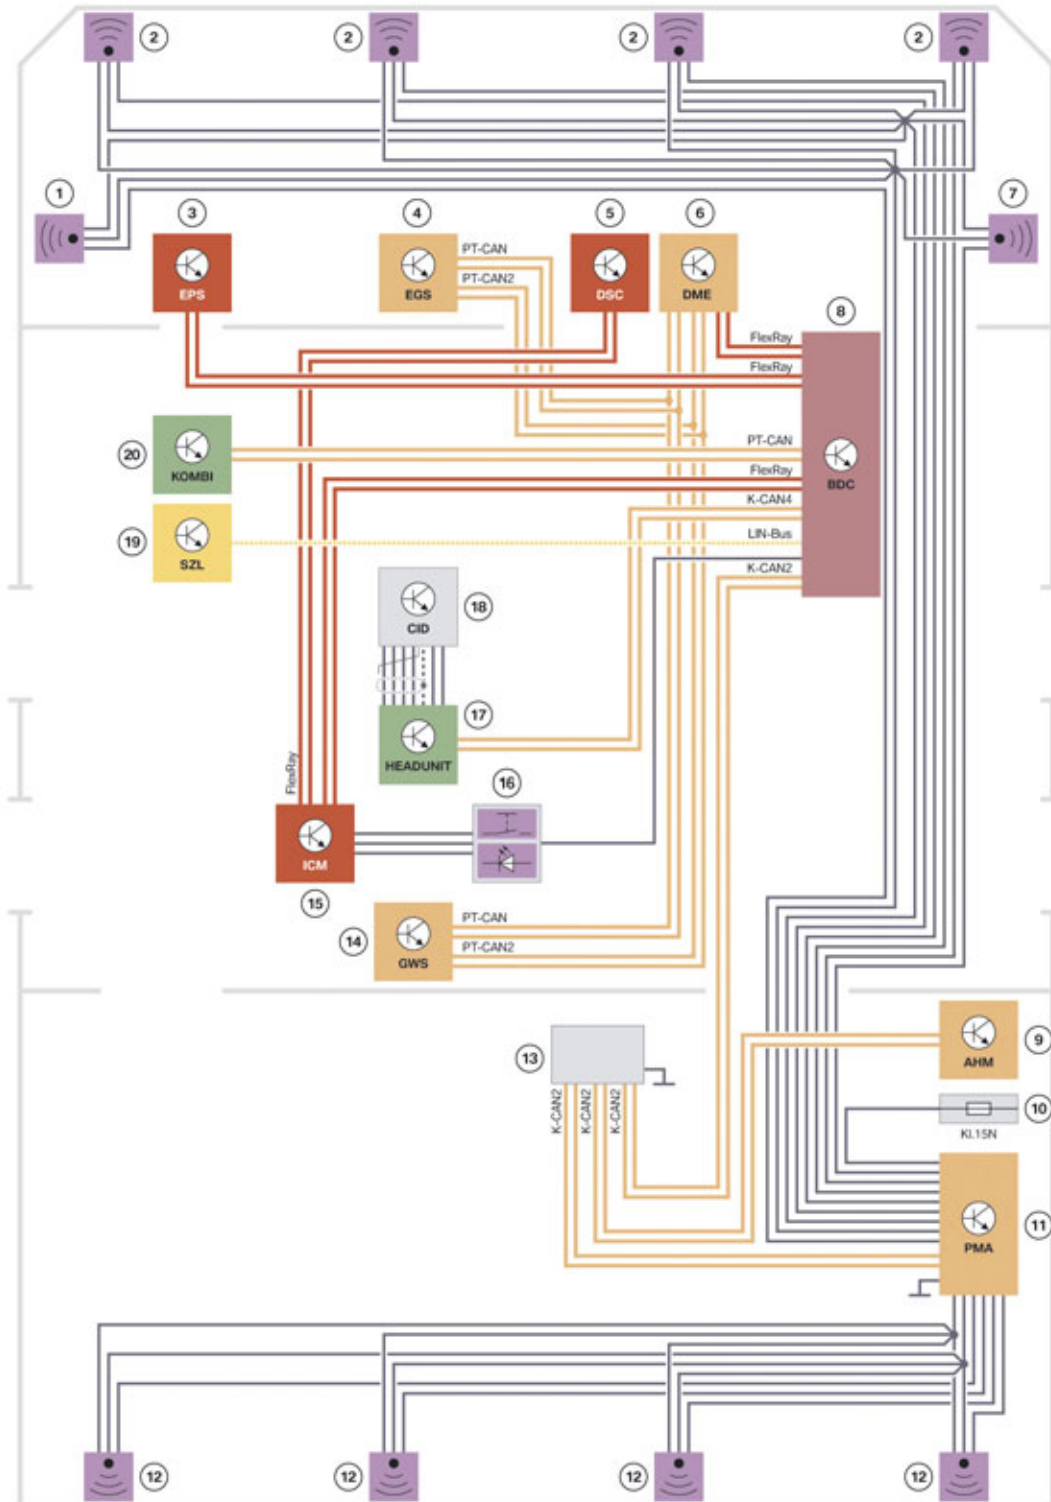 2 2 2 2
1 3 4 5 6 7
EPS
EGS
PT-CAN
PT-CAN2
DSC
DME
8
FlexRay
FlexRay
20
KOMBI
PT-CAN
FlexRay
BDC
K-CAN4
19
SZL
LIN-Bus
K-CAN2
CID
18
17
HEADUNIT
FlexRay
16
ICM
15
14
GWS
PT-CAN
PT-CAN2
13
K-CAN2
K-CAN2
K-CAN2
AHM
9
10
Kl.15N
PMA
11
12 12 12 12